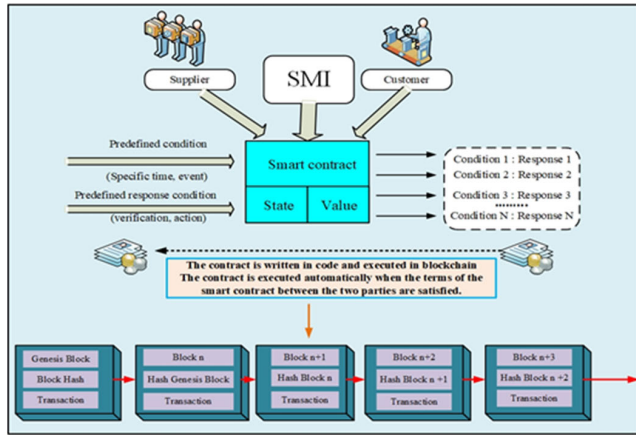 Supplier
SMI
Customer
Predefined condition
(Specific time, event)
Predefined response condition
(verification, action)
Smart contract
State
Value
Condition 1 : Response 1
Condition 2 : Response 2
Condition 3 : Response 3
.........
Condition N : Response N
The contract is written in code and executed in blockchain
The contract is executed automatically when the terms of the
smart contract between the two parties are satisfied.
Genesis Block
Block Hash
Transaction
Block n
Hash Genesis Block
Transaction
Block n+1
Hash Block n
Transaction
Block n+2
Hash Block n +1
Transaction
Block n+3
Hash Block n +2
Transaction